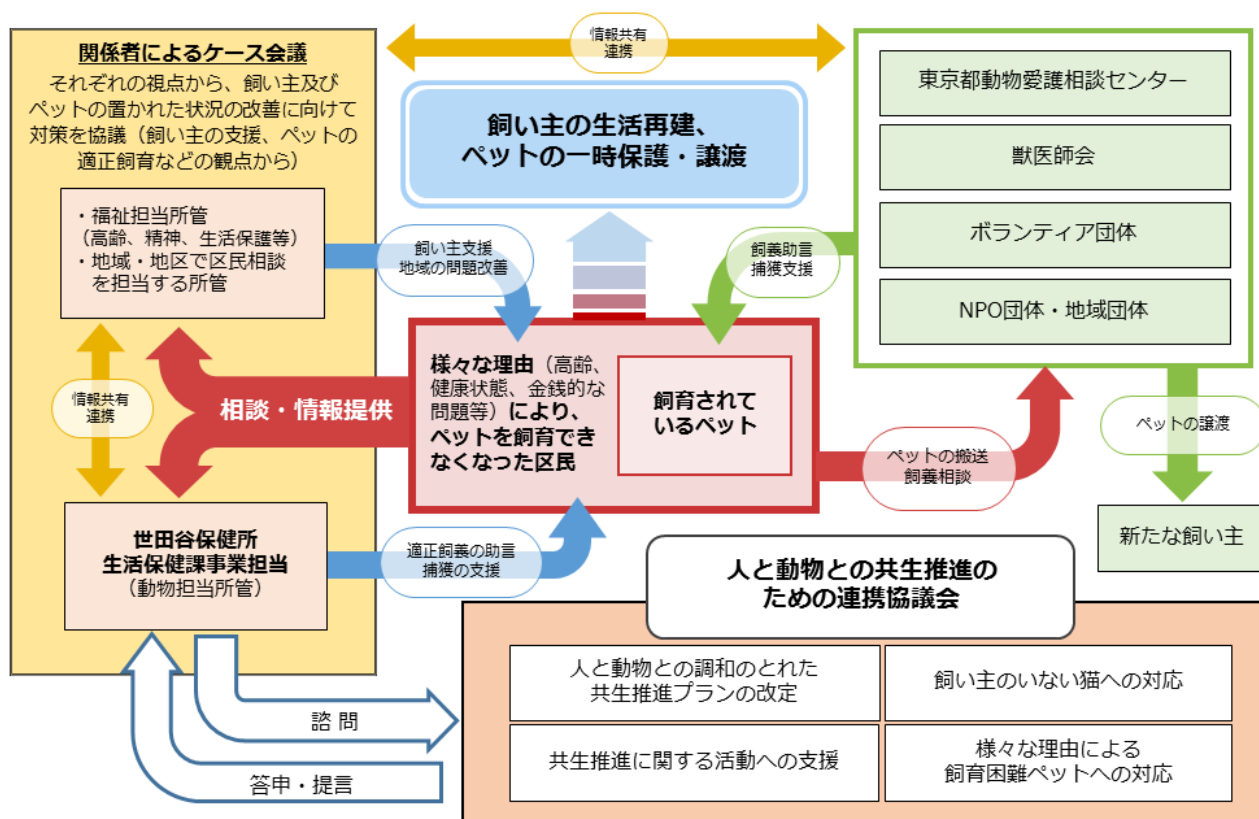 関係者によるケース会議
それぞれの視点から、飼い主及び
ペットの置かれた状況の改善に向けて
対策を協議（飼い主の支援、ペットの
適正飼育などの観点から）
・福祉担当所管
（高齢、精神、生活保護等）
・地域・地区で区民相談
を担当する所管
情報共有
連携
世田谷保健所
生活保健課事業担当
（動物担当所管）
情報共有
連携
飼い主の生活再建、
ペットの一時保護・譲渡
飼い主支援
地域の問題改善
飼養助言
捕獲支援
相談・情報提供
様々な理由（高齢、
健康状態、金銭的な
問題等）により、
ペットを飼育でき
なくなった区民
飼育されて
いるペット
適正飼養の助言
捕獲の支援
ペットの搬送
飼養相談
東京都動物愛護相談センター
獣医師会
ボランティア団体
NPO団体・地域団体
ペットの譲渡
新たな飼い主
人と動物との共生推進の
ための連携協議会
人と動物との調和のとれた
共生推進プランの改定
飼い主のいない猫への対応
共生推進に関する活動への支援
様々な理由による
飼育困難ペットへの対応
諮 問
答申・提言